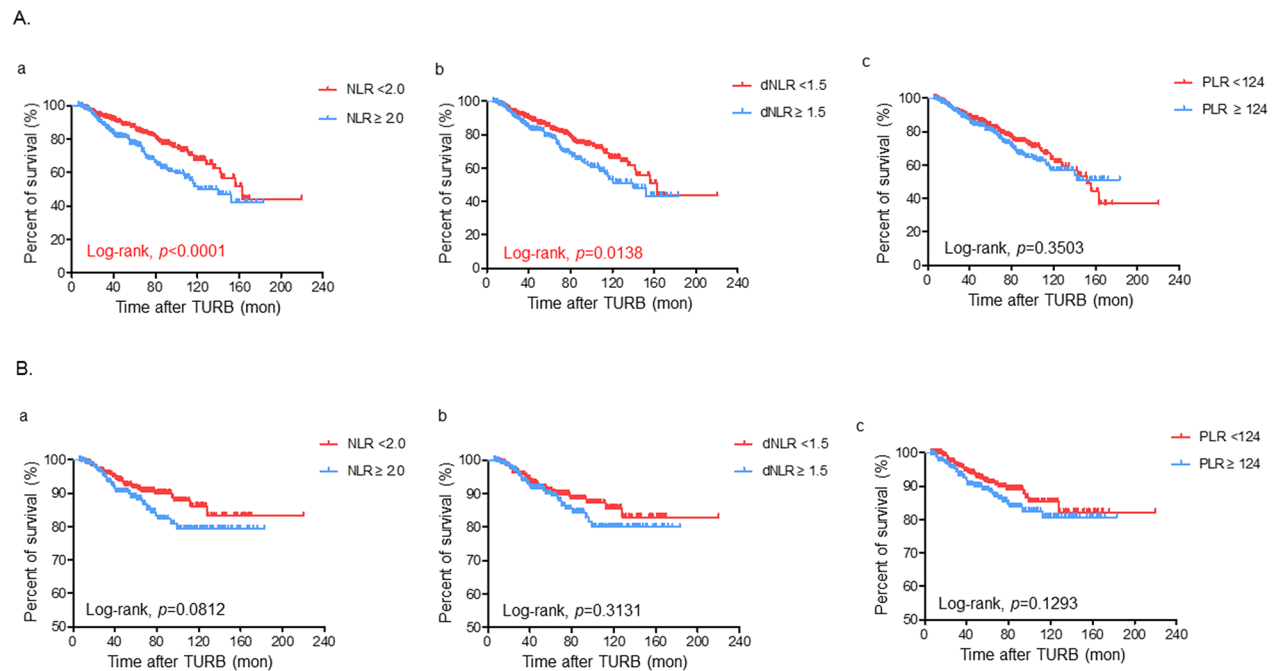 A.
a
NLR <2.0
NLR ≥ 2.0
Percent of survival (%)
100
80
60
40
20
0
Log-rank, p<0.0001
0 40 80 120 160 200 240
Time after TURB (mon)
b
dNLR <1.5
dNLR ≥ 1.5
Percent of survival (%)
100
80
60
40
20
0
Log-rank, p=0.0138
0 40 80 120 160 200 240
Time after TURB (mon)
c
PLR <124
PLR ≥ 124
Percent of survival (%)
100
80
60
40
20
0
Log-rank, p=0.3503
0 40 80 120 160 200 240
Time after TURB (mon)
B.
a
NLR <2.0
NLR ≥ 2.0
Percent of survival (%)
100
90
80
70
60
50
Log-rank, p=0.0812
0 40 80 120 160 200 240
Time after TURB (mon)
b
dNLR <1.5
dNLR ≥ 1.5
Percent of survival (%)
100
90
80
70
60
50
Log-rank, p=0.3131
0 40 80 120 160 200 240
Time after TURB (mon)
c
PLR <124
PLR ≥ 124
Percent of survival (%)
100
90
80
70
60
50
Log-rank, p=0.1293
0 40 80 120 160 200 240
Time after TURB (mon)